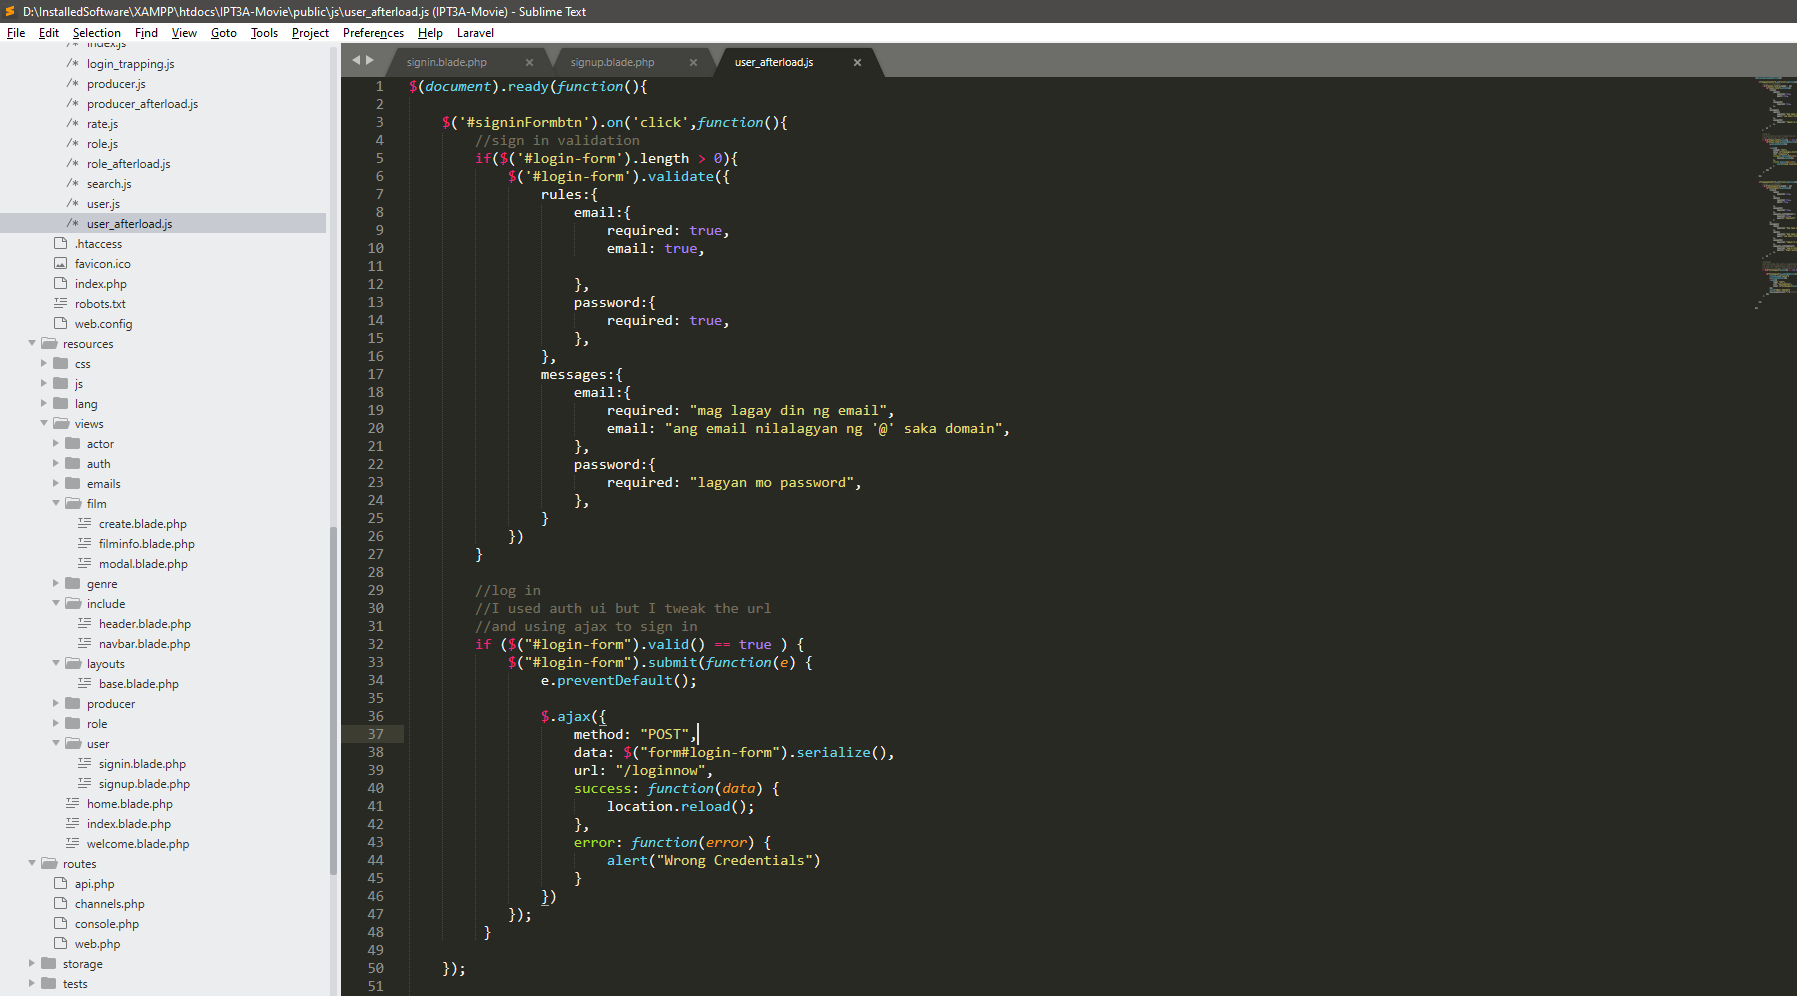 D:\InstalledSoftware\XAMPP\htdocs\IPT3A-Movie\public\js\user_afterload.js (IPT3A-Movie) - Sublime Text
File Edit Selection Find View Goto Tools Project Preferences Help Laravel
index.js
login_trapping.js
producer.js
producer_afterload.js
rate.js
role.js
role_afterload.js
search.js
user.js
user_afterload.js
.htaccess
favicon.ico
index.php
robots.txt
web.config
resources
css
js
lang
views
actor
auth
emails
film
create.blade.php
filminfo.blade.php
modal.blade.php
genre
include
header.blade.php
navbar.blade.php
layouts
base.blade.php
producer
role
user
signin.blade.php
signup.blade.php
home.blade.php
index.blade.php
welcome.blade.php
routes
api.php
channels.php
console.php
web.php
storage
tests
signin.blade.php × signup.blade.php × user_afterload.js ×
1 $(document).ready(function(){
2
3 $('#signinFormbtn').on('click',function(){
4 //sign in validation
5 if($('#login-form').length > 0){
6 $('#login-form').validate({
7 rules:{
8 email:{
9 required: true,
10 email: true,
11
12 },
13 password:{
14 required: true,
15 },
16 },
17 messages:{
18 email:{
19 required: "mag lagay din ng email",
20 email: "ang email nilalagyan ng '@' saka domain",
21 },
22 password:{
23 required: "lagyan mo password",
24 },
25 }
26 })
27 }
28
29 //log in
30 //I used auth ui but I tweak the url
31 //and using ajax to sign in
32 if ($("#login-form").valid() == true ) {
33 $("#login-form").submit(function(e) {
34 e.preventDefault();
35
36 $.ajax({
37 method: "POST",
38 data: $("form#login-form").serialize(),
39 url: "/loginnow",
40 success: function(data) {
41 location.reload();
42 },
43 error: function(error) {
44 alert("Wrong Credentials")
45 }
46 })
47 });
48 }
49
50 });
51